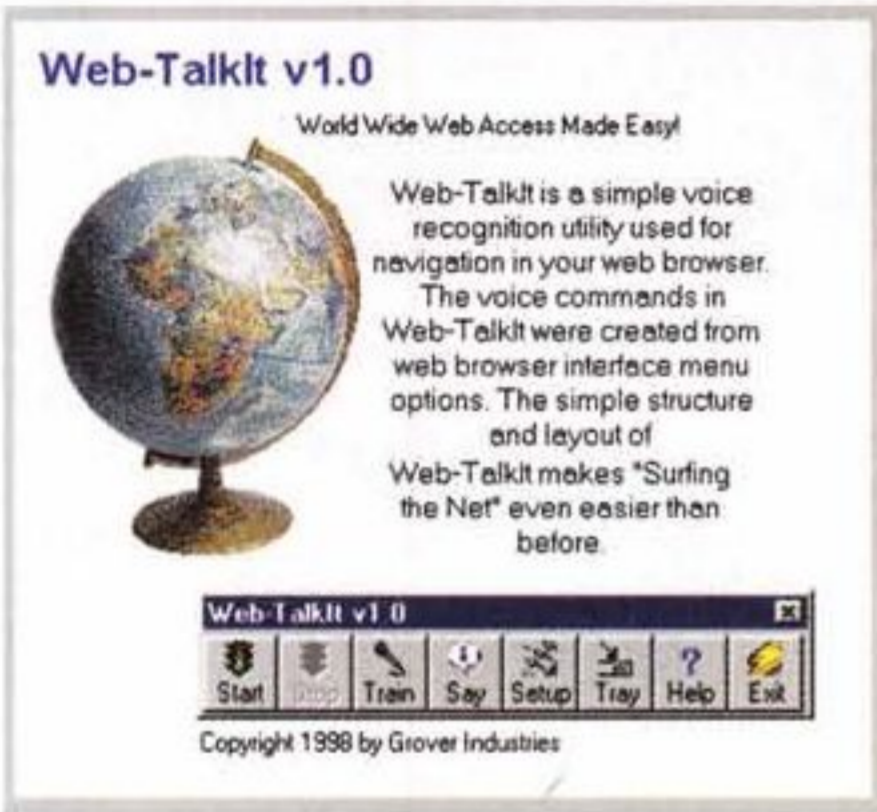 Web-TalkIt v1.0
World Wide Web Access Made Easy!
Web-TalkIt is a simple voice
recognition utility used for
navigation in your web browser.
The voice commands in
Web-TalkIt were created from
web browser interface menu
options. The simple structure
and layout of
Web-TalkIt makes "Surfing
the Net" even easier than
before.
Web-TalkIt v1.0
Start Stop Train Say Setup Tray Help Exit
Copyright 1998 by Grover Industries